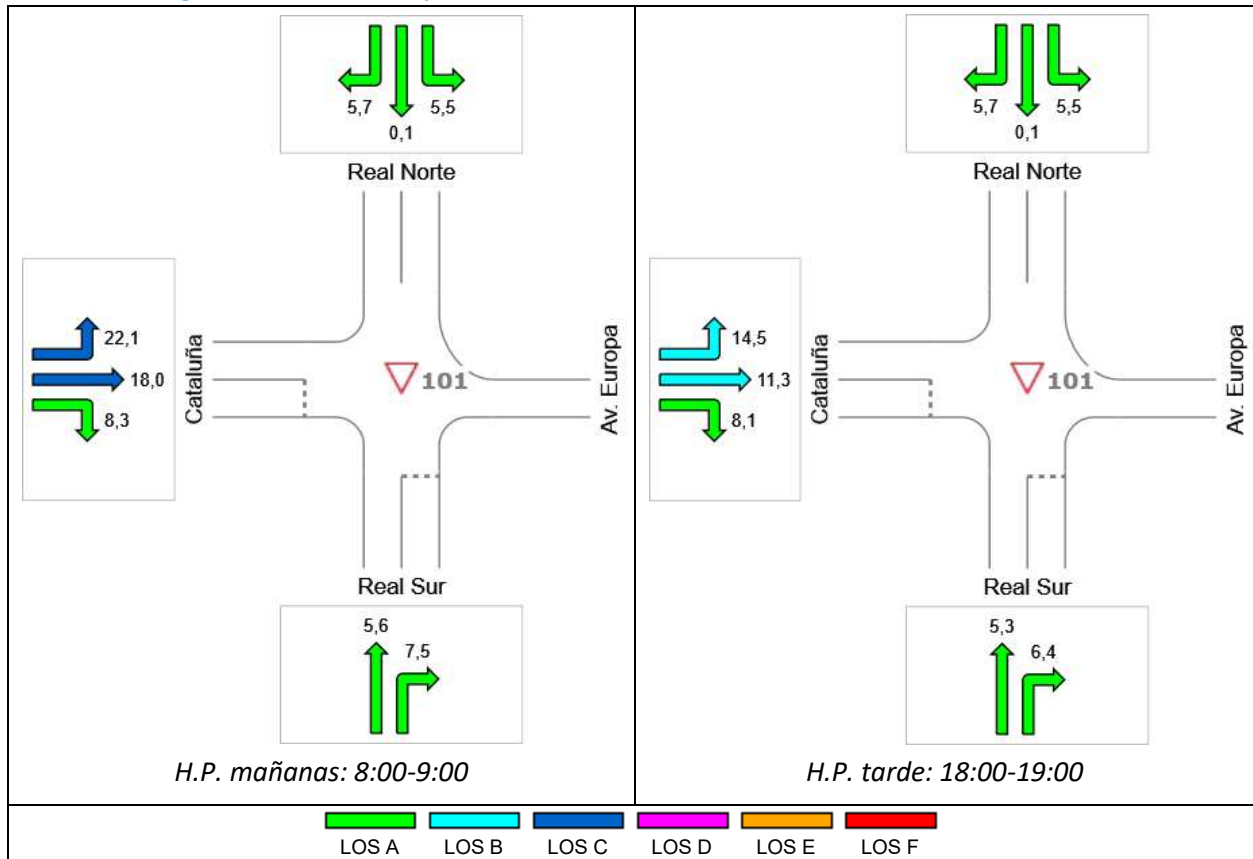 5,7
5,5
0,1
Real Norte
22,1
18,0
8,3
Cataluña
101
Av. Europa
Real Sur
5,6
7,5
H.P. mañanas: 8:00-9:00
5,7
5,5
0,1
Real Norte
14,5
11,3
8,1
Cataluña
101
Av. Europa
Real Sur
5,3
6,4
H.P. tarde: 18:00-19:00
LOS A LOS B LOS C LOS D LOS E LOS F